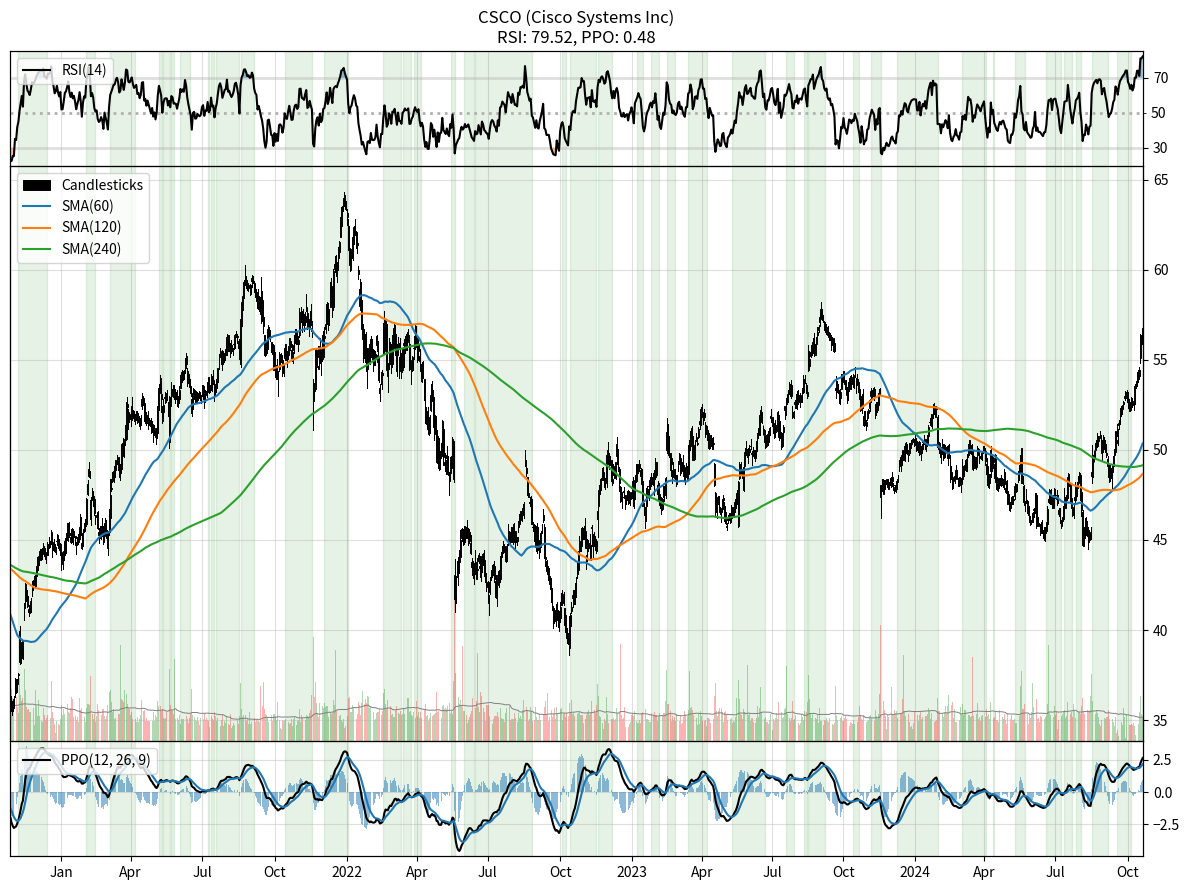 CSCO (Cisco Systems Inc)
RSI: 79.52, PPO: 0.48
RSI(14)
70
50
30
Candlesticks
SMA(60)
SMA(120)
SMA(240)
65
60
55
50
45
40
35
PPO(12, 26, 9)
2.5
0.0
−2.5
Jan Apr Jul Oct 2022 Apr Jul Oct 2023 Apr Jul Oct 2024 Apr Jul Oct